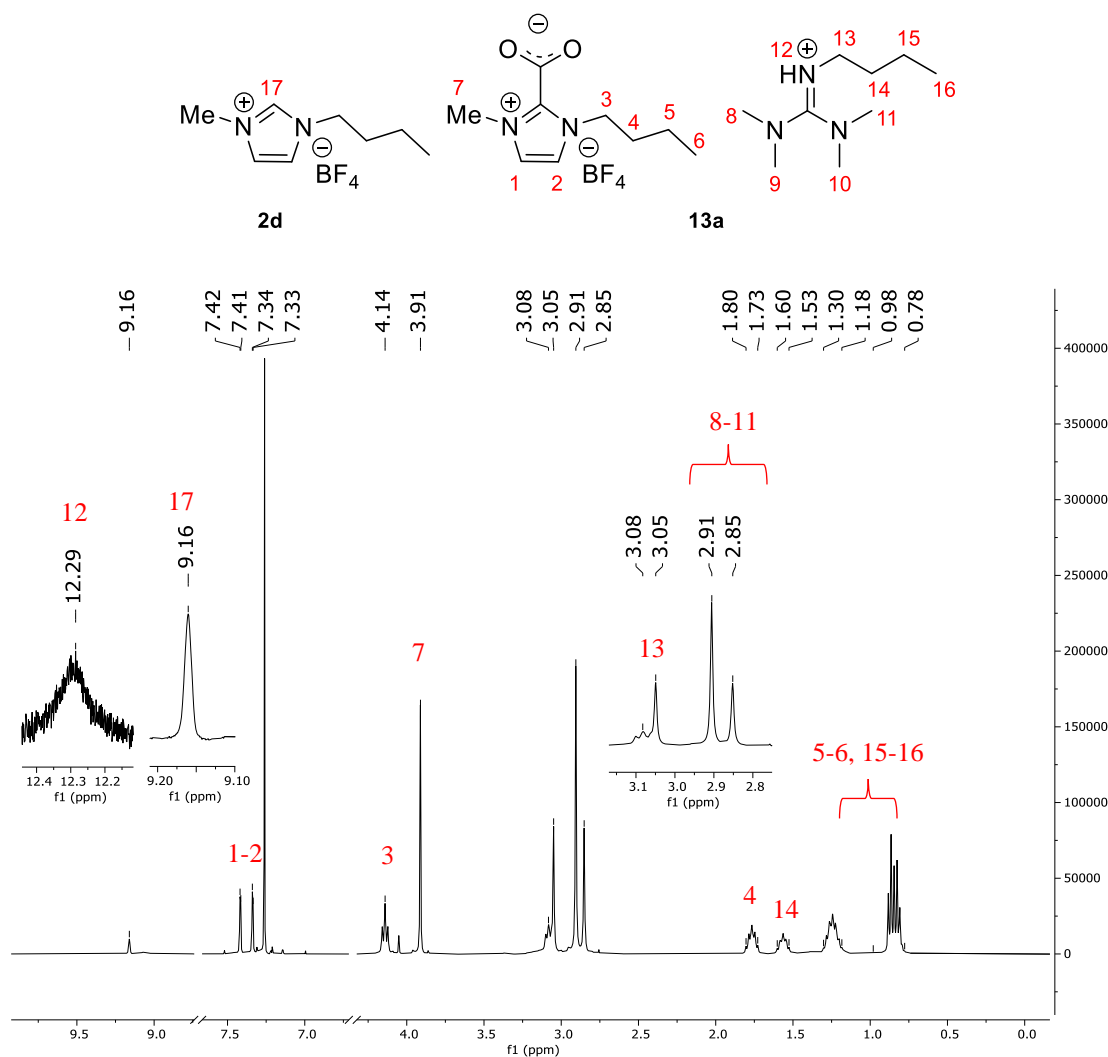 ⊖
O O
12 ⊕ 13 15
17 7 HN
⊕ ⊕ 3 5 14 16
Me N N Me N N 8 11
4 6 N N
⊖ ⊖
BF4 1 2 BF4 9 10
2d 13a
9.16 7.42 7.41 7.34 7.33 4.14 3.91 3.08 3.05 2.91 2.85 1.80 1.73 1.60 1.53 1.30 1.18 0.98 0.78
400000
350000
8-11
300000
12 17
12.29 9.16 3.08 3.05 2.91 2.85
250000
7 13
200000
150000
5-6, 15-16
12.4 12.3 12.2 9.20 9.10 3.1 3.0 2.9 2.8
f1 (ppm) f1 (ppm) f1 (ppm)
100000
1-2 3
4 14
50000
0
9.5 9.0 7.5 7.0 4.0 3.5 3.0 2.5 2.0 1.5 1.0 0.5 0.0
f1 (ppm)